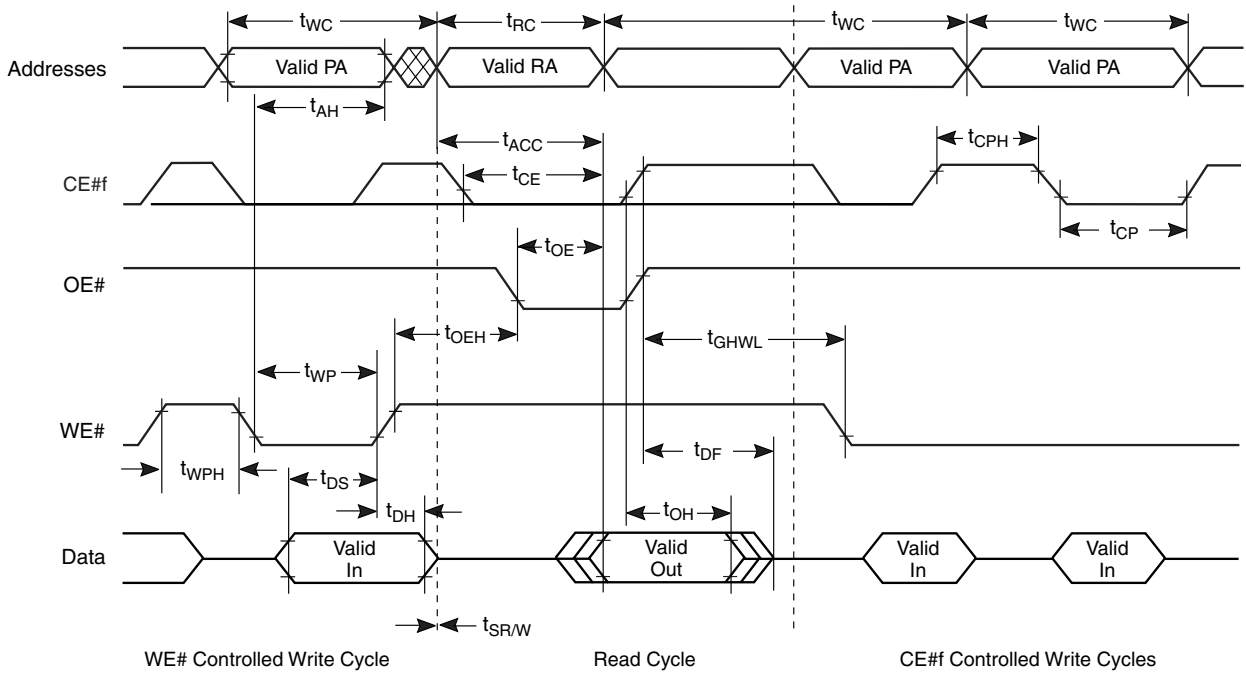 tWC tRC tWC tWC
Addresses Valid PA Valid RA Valid PA Valid PA
tAH
tACC tCPH
CE#f tCE
tCP
tOE
OE#
tOEH tGHWL
tWP
WE#
tDF
tWPH tDS
tDH tOH
Data Valid In Valid Out Valid In Valid In
tSR/W
WE# Controlled Write Cycle Read Cycle CE#f Controlled Write Cycles